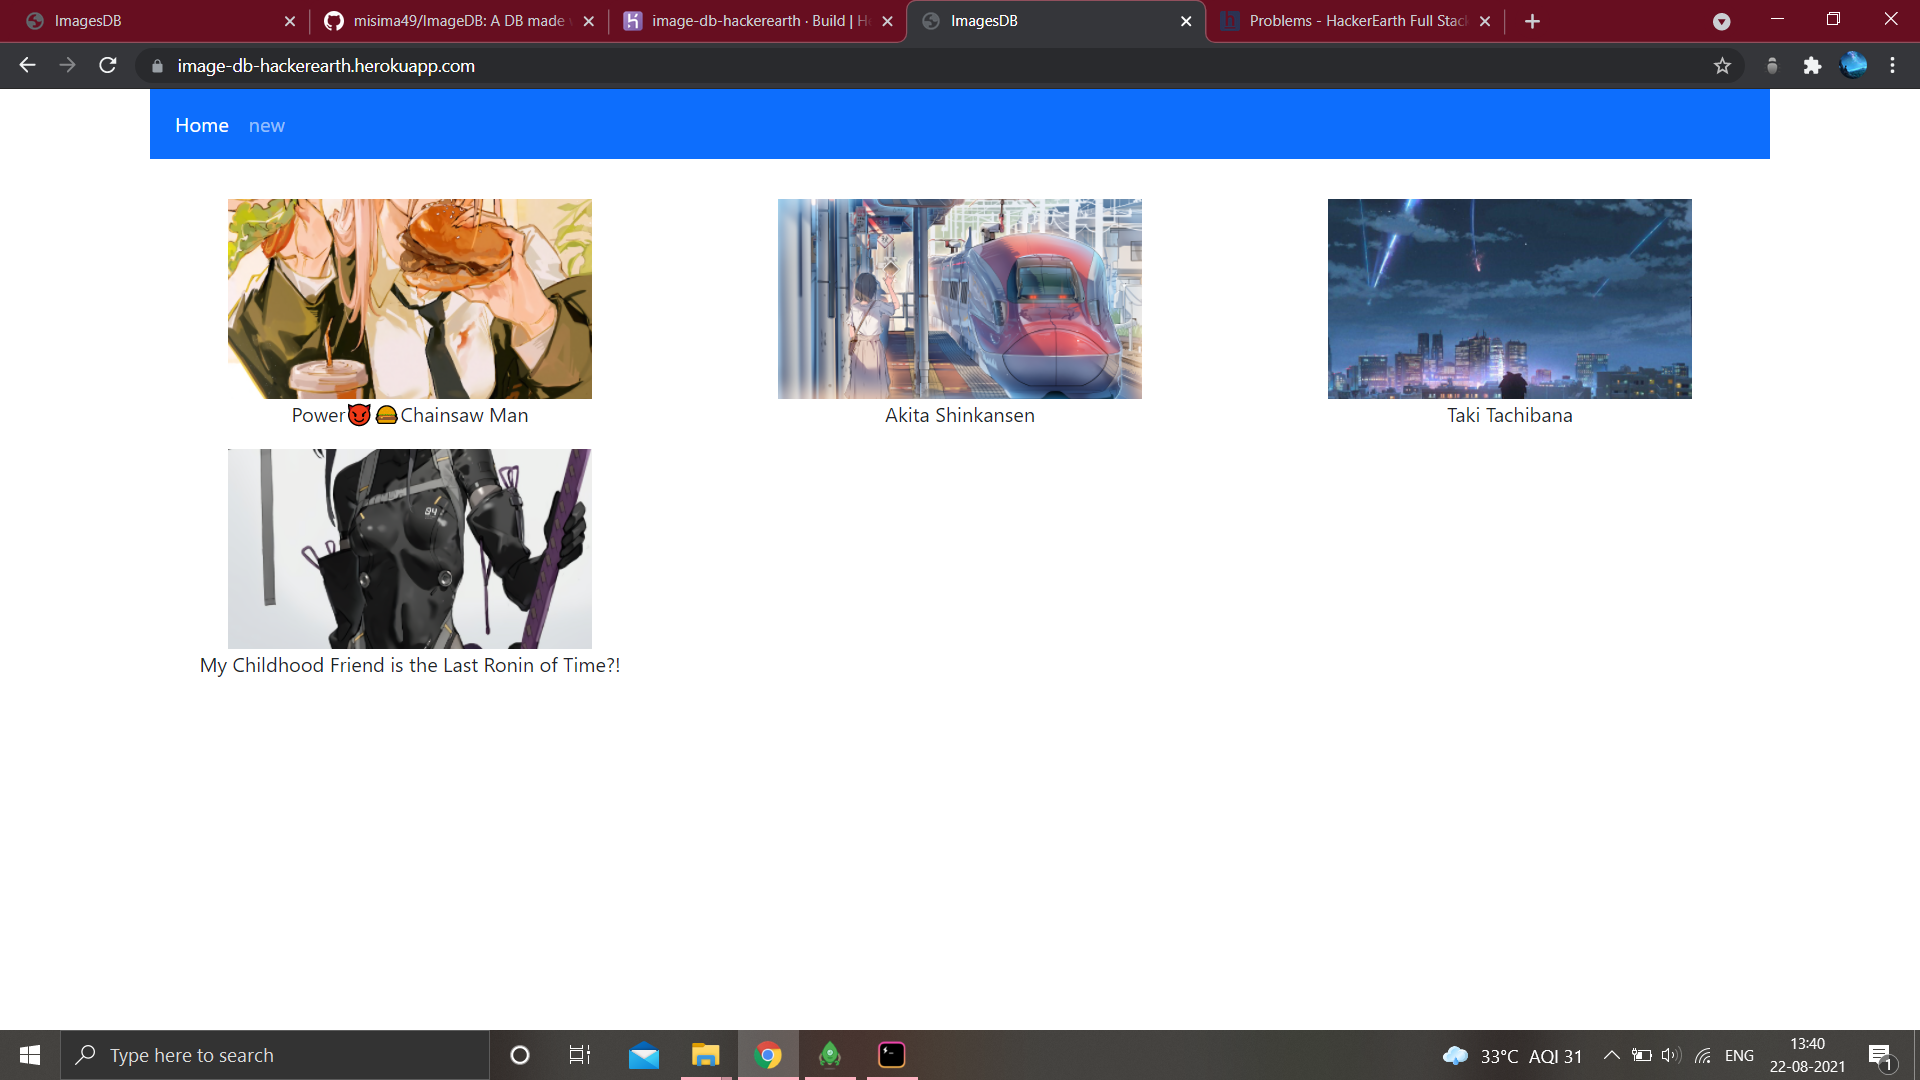 ImagesDB
misima49/ImageDB: A DB made
image-db-hackerearth · Build | H
ImagesDB
Problems - HackerEarth Full Stac
image-db-hackerearth.herokuapp.com
Home new
Power😈🍔Chainsaw Man
Akita Shinkansen
Taki Tachibana
04
My Childhood Friend is the Last Ronin of Time?!
Type here to search
33°C AQI 31
ENG
13:40
22-08-2021
1